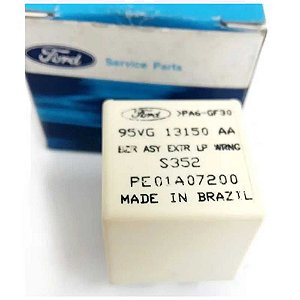 Ford
Service Parts
Ford >PA6-GF30
95VG 13150 AA
BZR ASY EXTR LP WRNG
S352
PE01A07200
MADE IN BRAZIL